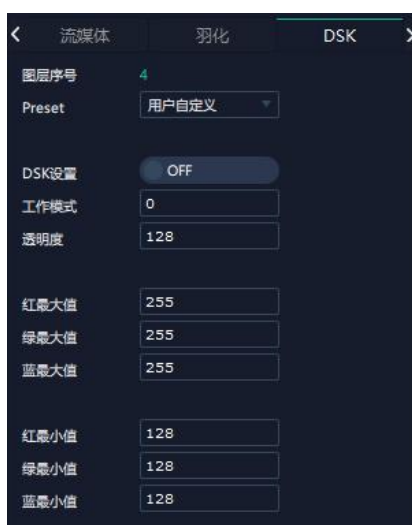 流媒体 羽化 DSK
图层序号 4
Preset 用户自定义
DSK设置 OFF
工作模式 0
透明度 128
红最大值 255
绿最大值 255
蓝最大值 255
红最小值 128
绿最小值 128
蓝最小值 128